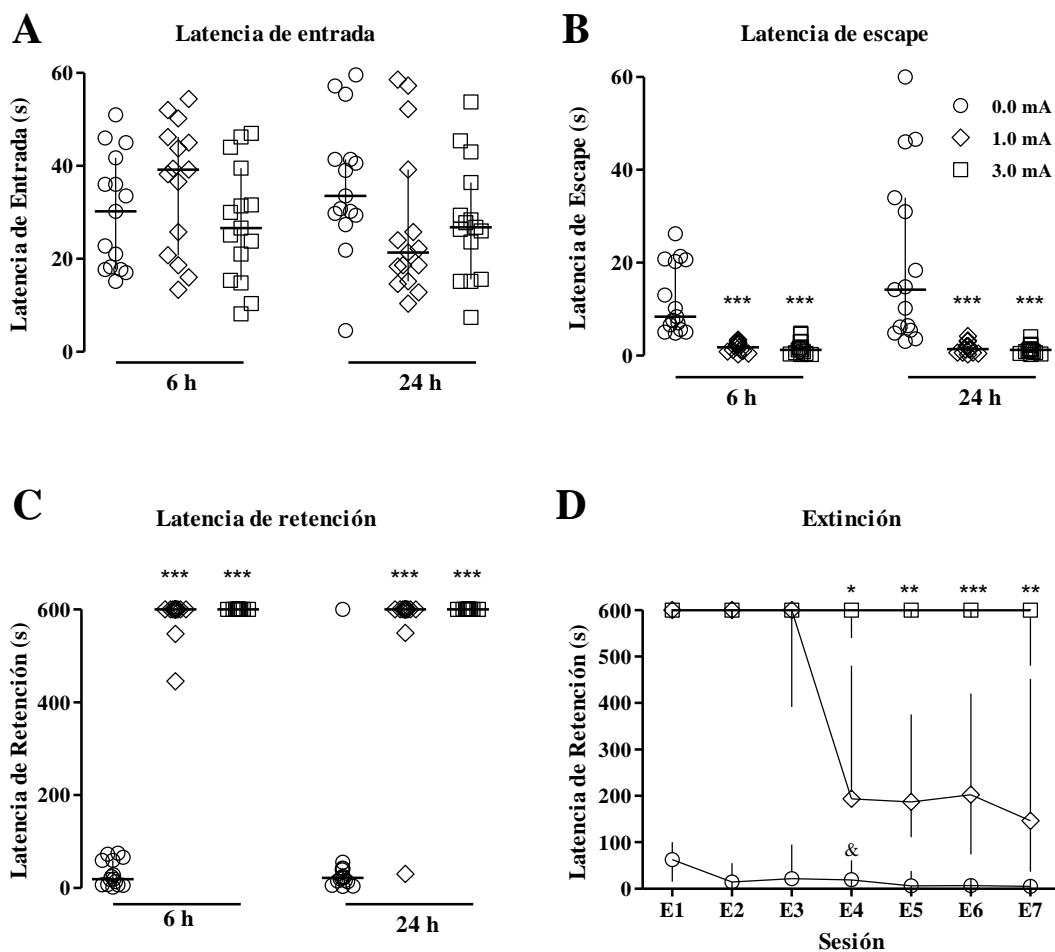 A
Latencia de entrada
Latencia de Entrada (s)
60
40
20
0
6 h
24 h
B
Latencia de escape
Latencia de Escape (s)
60
40
20
0
0.0 mA
1.0 mA
3.0 mA
*** *** *** ***
6 h
24 h
C
Latencia de retención
Latencia de Retención (s)
*** *** *** ***
600
400
200
0
6 h
24 h
D
Extinción
Latencia de Retención (s)
* ** *** **
600
500
400
300
200
100
0
&
E1 E2 E3 E4 E5 E6 E7
Sesión